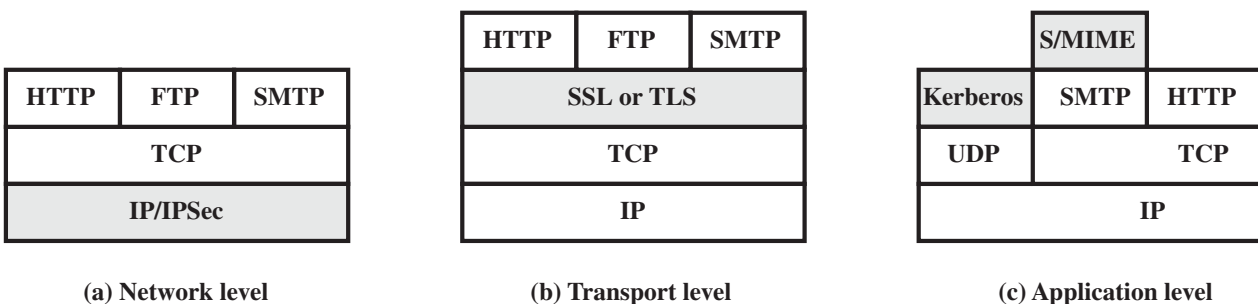 HTTP FTP SMTP
TCP
IP/IPSec
(a) Network level
HTTP FTP SMTP
SSL or TLS
TCP
IP
(b) Transport level
S/MIME
Kerberos SMTP HTTP
UDP TCP
IP
(c) Application level